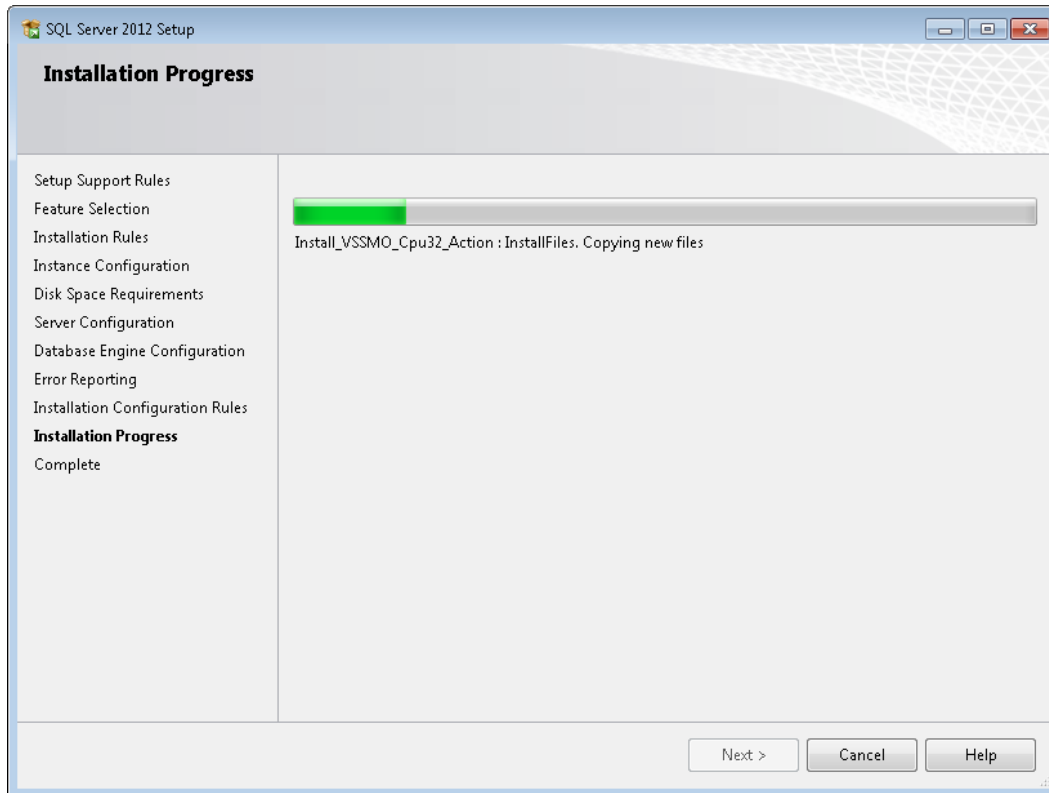 SQL Server 2012 Setup
Installation Progress
Setup Support Rules
Feature Selection
Installation Rules
Instance Configuration
Disk Space Requirements
Server Configuration
Database Engine Configuration
Error Reporting
Installation Configuration Rules
Installation Progress
Complete
Install_VSSMO_Cpu32_Action : InstallFiles. Copying new files
Next >
Cancel
Help